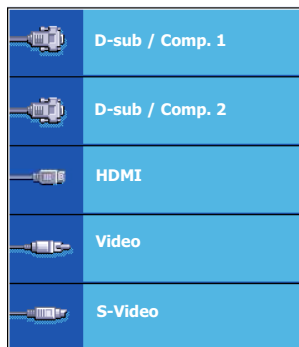 D-sub / Comp. 1
D-sub / Comp. 2
HDMI
Video
S-Video